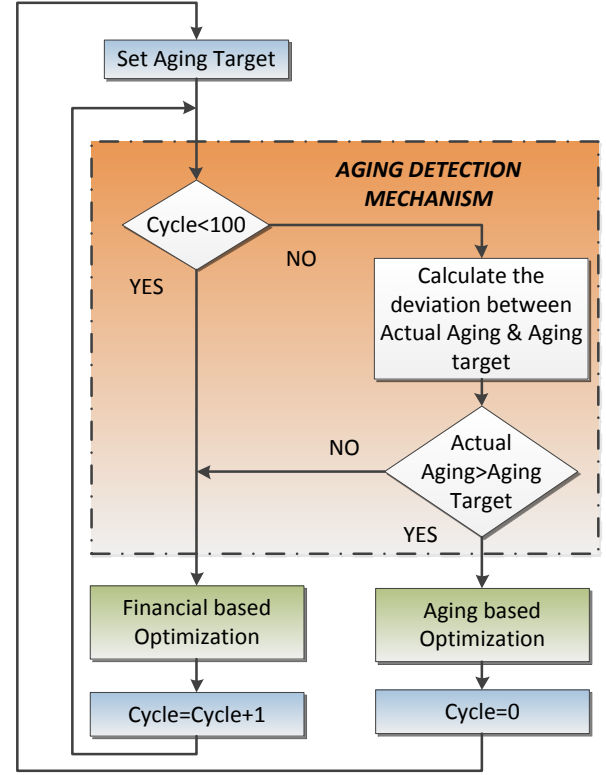 Set Aging Target
AGING DETECTION
MECHANISM
Cycle<100
NO
YES
Calculate the
deviation between
Actual Aging & Aging
target
NO
Actual
Aging>Aging
Target
YES
Financial based
Optimization
Aging based
Optimization
Cycle=Cycle+1
Cycle=0